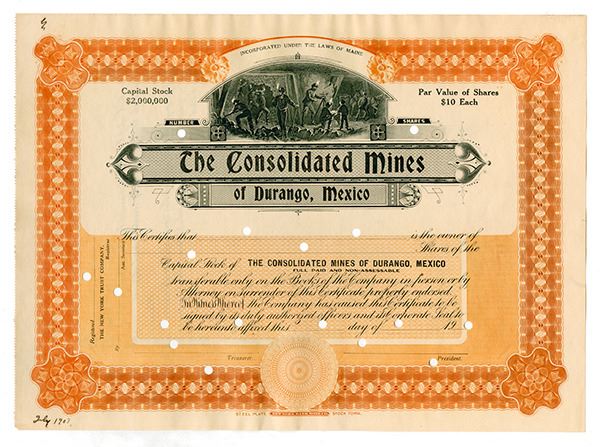 INCORPORATED UNDER THE LAWS OF MAINE
Capital Stock
$2,000,000
Par Value of Shares
$10 Each
NUMBER
SHARES
The Consolidated Mines
of Durango, Mexico
This Certifies that is the owner of
Shares of the
Capital Stock of THE CONSOLIDATED MINES OF DURANGO, MEXICO
FULL PAID AND NON-ASSESSABLE
transferable only on the Books of the Company in person or by
Attorney on surrender of this Certificate properly endorsed
In Witness Whereof, the Company has caused this Certificate to be
signed by its duly authorized officers and its Corporate Seal to
be hereunto affixed this day of 19
Treasurer.
President.
Registered
THE NEW YORK TRUST COMPANY,
Registrar
By
STEEL PLATE
STOCK FORM.
July 190